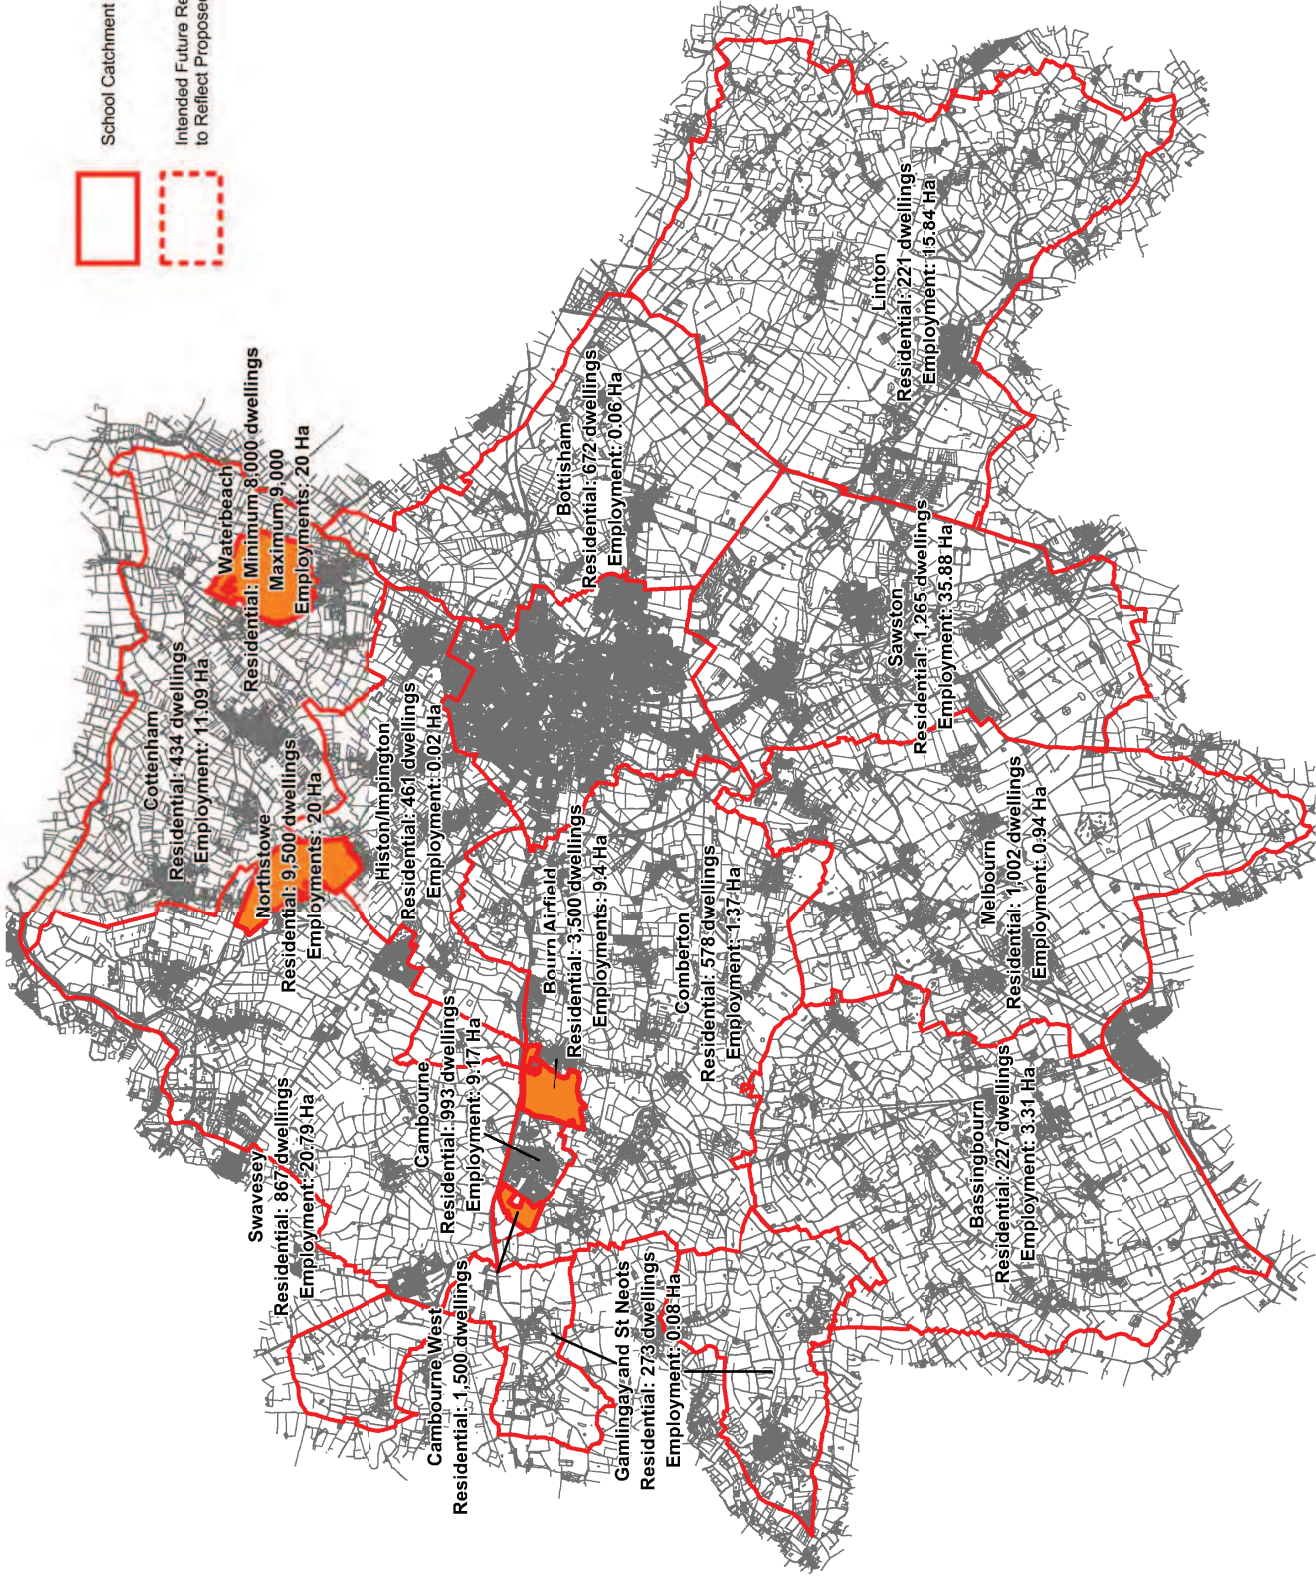 School Catchment
Intended Future Re
to Reflect Proposed
Waterbeach
Residential: Minimum 8,000 dwellings
Maximum 9,000
Employments: 20 Ha
Cottenham
Residential: 434 dwellings
Employment: 11.09 Ha
Northstowe
Residential: 9,500 dwellings
Employments: 20 Ha
Histon/Impington
Residential: 461 dwellings
Employment: 0.02 Ha
Swavesey
Residential: 867 dwellings
Employment: 20.79 Ha
Cambourne
Residential: 993 dwellings
Employment: 9.17 Ha
Cambourne West
Residential: 1,500 dwellings
Bourn Airfield
Residential: 3,500 dwellings
Employments: 9.4 Ha
Bottisham
Residential: 672 dwellings
Employment: 0.06 Ha
Gamlingay and St Neots
Residential: 273 dwellings
Employment: 0.08 Ha
Comberton
Residential: 578 dwellings
Employment: 1.37 Ha
Linton
Residential: 221 dwellings
Employment: 15.84 Ha
Sawston
Residential: 1,265 dwellings
Employment: 35.88 Ha
Melbourn
Residential: 1,002 dwellings
Employment: 0.94 Ha
Bassingbourn
Residential: 227 dwellings
Employment: 3.31 Ha